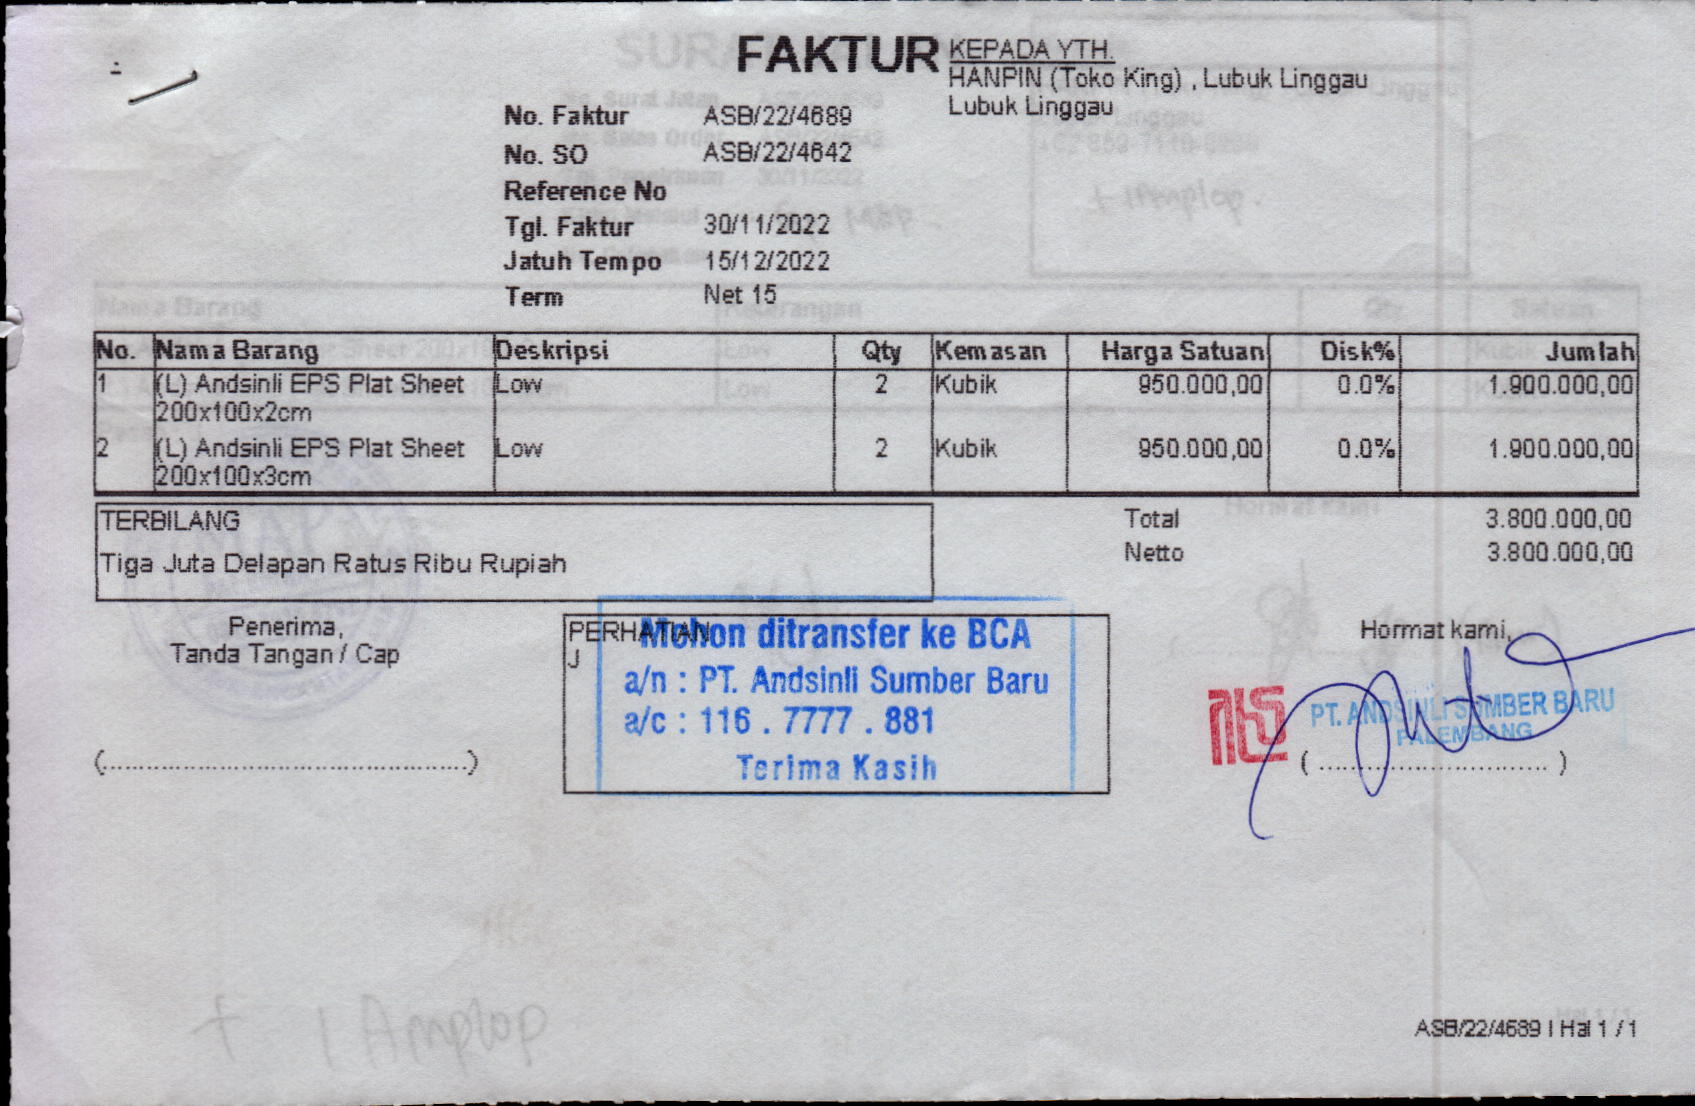 FAKTUR
KEPADA YTH.
HANPIN (Toko King) , Lubuk Linggau
Lubuk Linggau
No. Faktur ASB/22/4689
No. SO ASB/22/4642
Reference No
Tgl. Faktur 30/11/2022
Jatuh Tempo 15/12/2022
Term Net 15
No. Nama Barang Deskripsi Qty Kemasan Harga Satuan Disk% Jumlah
1 (L) Andsinli EPS Plat Sheet Low 2 Kubik 950.000,00 0.0% 1.900.000,00
200x100x2cm
2 (L) Andsinli EPS Plat Sheet Low 2 Kubik 950.000,00 0.0% 1.900.000,00
200x100x3cm
TERBILANG
Tiga Juta Delapan Ratus Ribu Rupiah
Total 3.800.000,00
Netto 3.800.000,00
Penerima,
Tanda Tangan / Cap
(...............................................)
PERHATIAN
J
Mohon ditransfer ke BCA
a/n : PT. Andsinli Sumber Baru
a/c : 116 . 7777 . 881
Terima Kasih
Hormat kami,
PT. ANDSINLI SUMBER BARU
PALEMBANG
( ............................. )
ASB/22/4689 | Hal 1 / 1